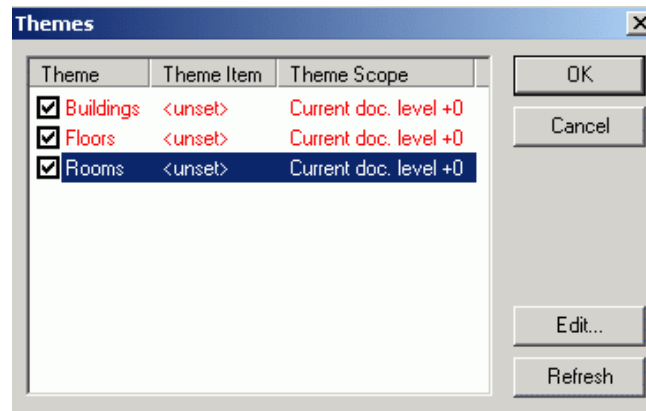 Themes
Theme Theme Item Theme Scope
Buildings <unset> Current doc. level +0
Floors <unset> Current doc. level +0
Rooms <unset> Current doc. level +0
OK
Cancel
Edit...
Refresh